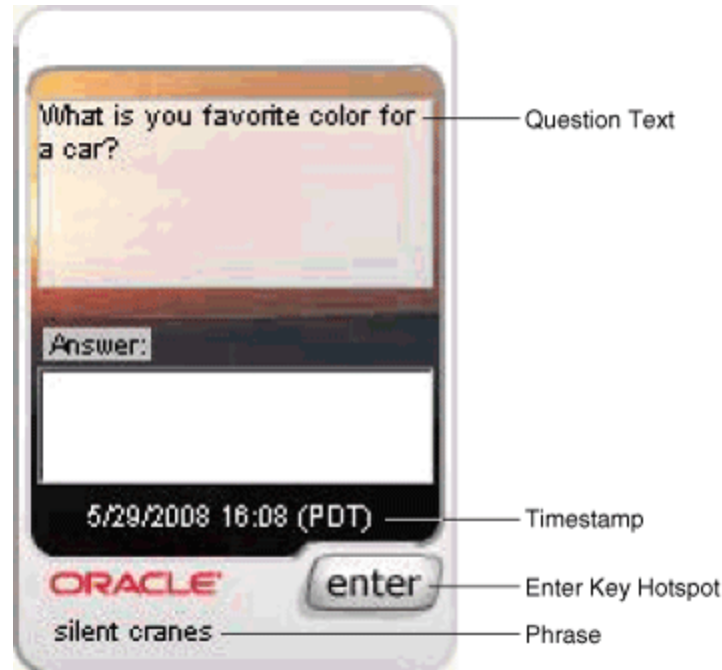 What is you favorite color for
a car?
Question Text
Answer:
5/29/2008 16:08 (PDT)
Timestamp
ORACLE
enter
Enter Key Hotspot
silent cranes
Phrase